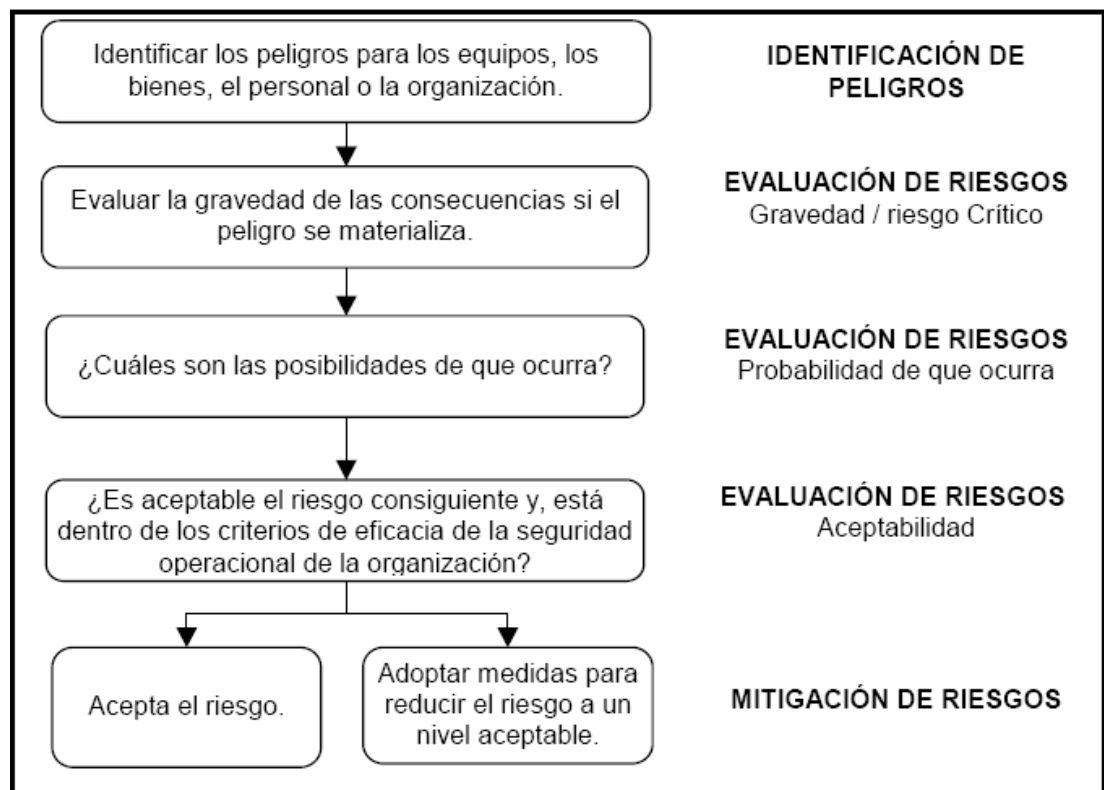 Identificar los peligros para los equipos, los
bienes, el personal o la organización.
IDENTIFICACIÓN DE
PELIGROS
Evaluar la gravedad de las consecuencias si el
peligro se materializa.
EVALUACIÓN DE RIESGOS
Gravedad / riesgo Crítico
¿Cuáles son las posibilidades de que ocurra?
EVALUACIÓN DE RIESGOS
Probabilidad de que ocurra
¿Es aceptable el riesgo consiguiente y, está
dentro de los criterios de eficacia de la seguridad
operacional de la organización?
EVALUACIÓN DE RIESGOS
Aceptabilidad
Acepta el riesgo.
Adoptar medidas para
reducir el riesgo a un
nivel aceptable.
MITIGACIÓN DE RIESGOS